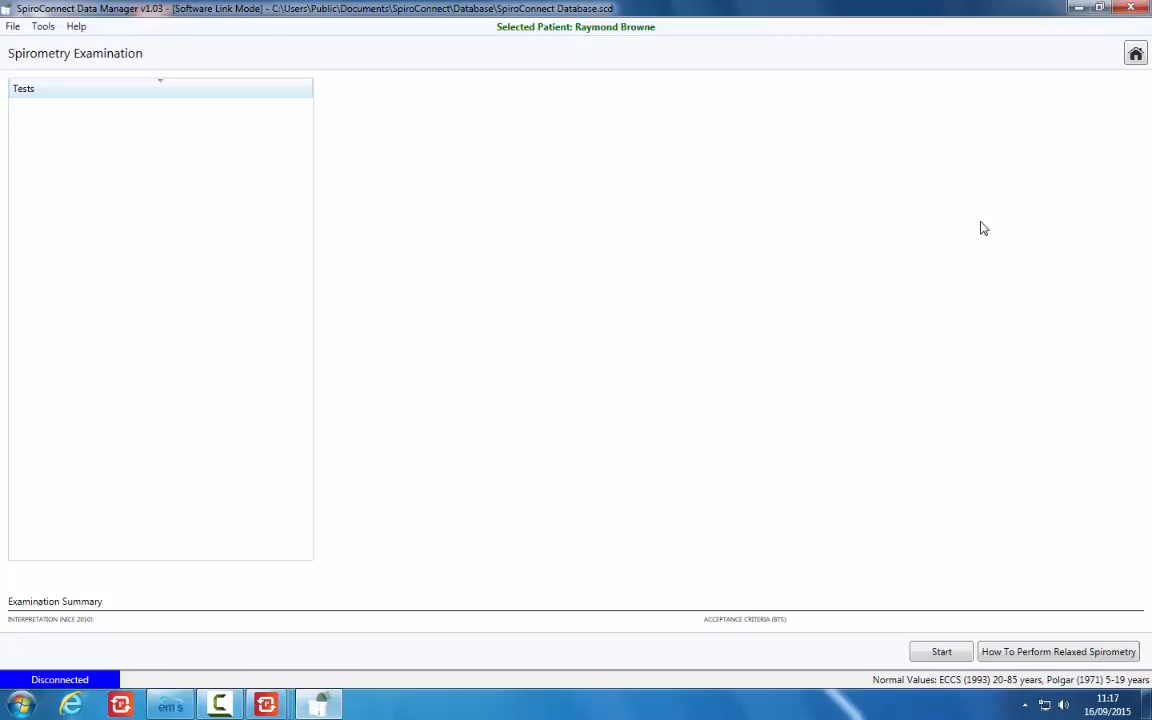 SpiroConnect Data Manager v1.03 - [Software Link Mode] - C:\Users\Public\Documents\SpiroConnect\Database\SpiroConnect Database.scd
File Tools Help Selected Patient: Raymond Browne
Spirometry Examination
Tests
Examination Summary
INTERPRETATION (NICE 2010): ACCEPTANCE CRITERIA (BTS):
Start How To Perform Relaxed Spirometry
Disconnected Normal Values: ECCS (1993) 20-85 years, Polgar (1971) 5-19 years
ems
11:17
16/09/2015